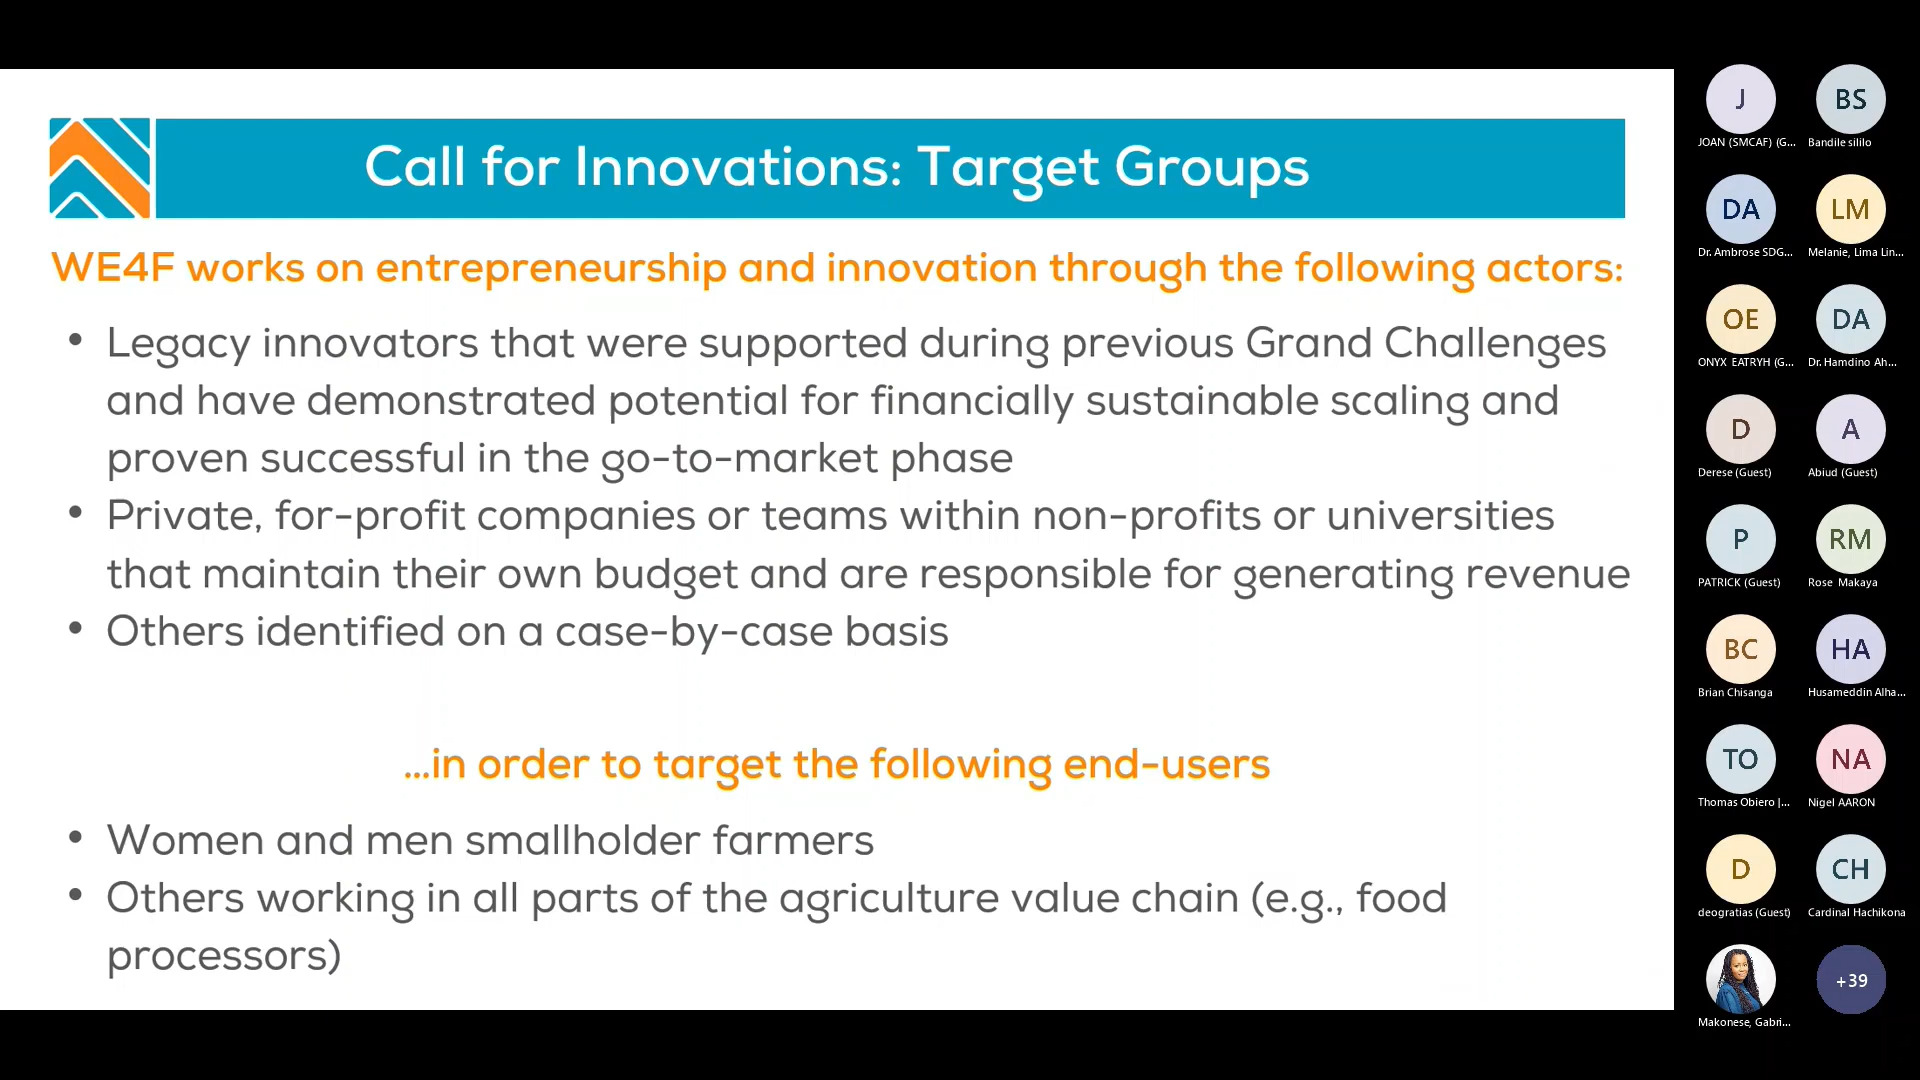 Call for Innovations: Target Groups
WE4F works on entrepreneurship and innovation through the following actors:
• Legacy innovators that were supported during previous Grand Challenges
and have demonstrated potential for financially sustainable scaling and
proven successful in the go-to-market phase
• Private, for-profit companies or teams within non-profits or universities
that maintain their own budget and are responsible for generating revenue
• Others identified on a case-by-case basis
...in order to target the following end-users
• Women and men smallholder farmers
• Others working in all parts of the agriculture value chain (e.g., food
processors)
J
JOAN (SMCAF) (G...
BS
Bandile sililo
DA
Dr. Ambrose SDG...
LM
Melanie, Lima Lin...
OE
ONYX EATRYH (G...
DA
Dr. Hamdino Ah...
D
Derese (Guest)
A
Abiud (Guest)
P
PATRICK (Guest)
RM
Rose Makaya
BC
Brian Chisanga
HA
Husameddin Alha...
TO
Thomas Obiero |...
NA
Nigel AARON
D
deogratias (Guest)
CH
Cardinal Hachikona
Makonese, Gabri...
+39